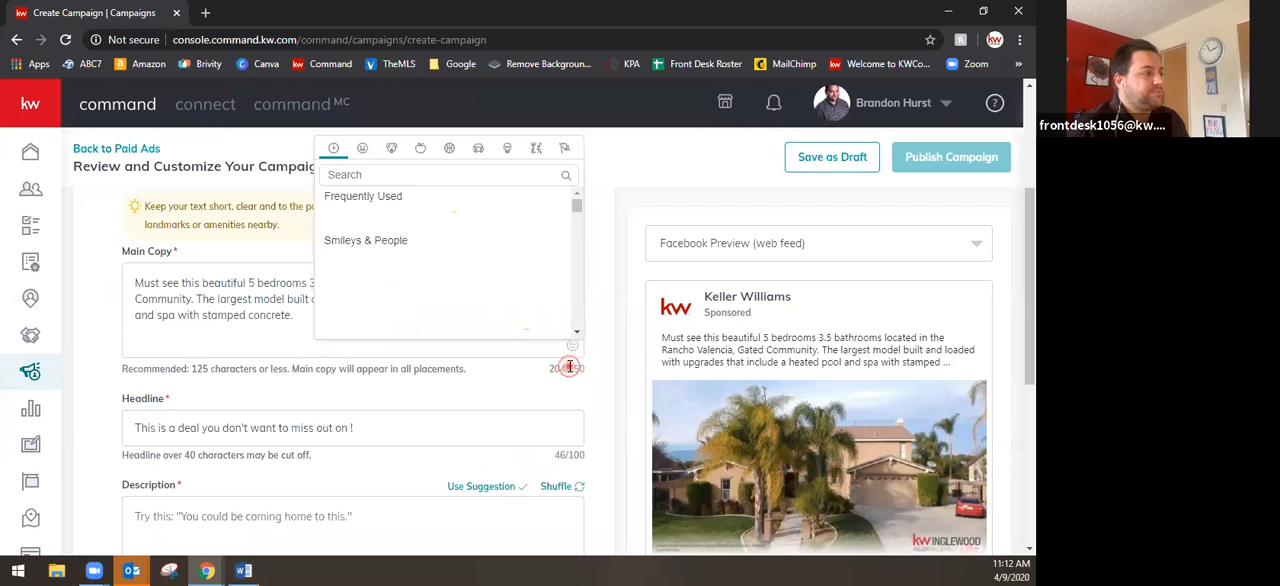 kw Create Campaign | Campaigns
Not secure console.command.kw.com/command/campaigns/create-campaign
kw
Apps ABC7 Amazon Brivity Canva Command TheMLS Google Remove Backgroun... KPA Front Desk Roster MailChimp Welcome to KWCo... Zoom
kw command connect command MC Brandon Hurst
frontdesk1056@kw....
Back to Paid Ads
Review and Customize Your Campaig
Save as Draft Publish Campaign
Search
Frequently Used
Smileys & People
Keep your text short, clear and to the po
landmarks or amenities nearby.
Main Copy*
Must see this beautiful 5 bedrooms 3
Community. The largest model built
and spa with stamped concrete.
Recommended: 125 characters or less. Main copy will appear in all placements.
Headline*
This is a deal you don't want to miss out on !
Headline over 40 characters may be cut off. 46/100
Description*
Use Suggestion Shuffle
Try this: "You could be coming home to this."
Facebook Preview (web feed)
kw Keller Williams
Sponsored
Must see this beautiful 5 bedrooms 3.5 bathrooms located in the
Rancho Valencia, Gated Community. The largest model built and loaded
with upgrades that include a heated pool and spa with stamped ...
kw INGLEWOOD
11:12 AM
4/9/2020